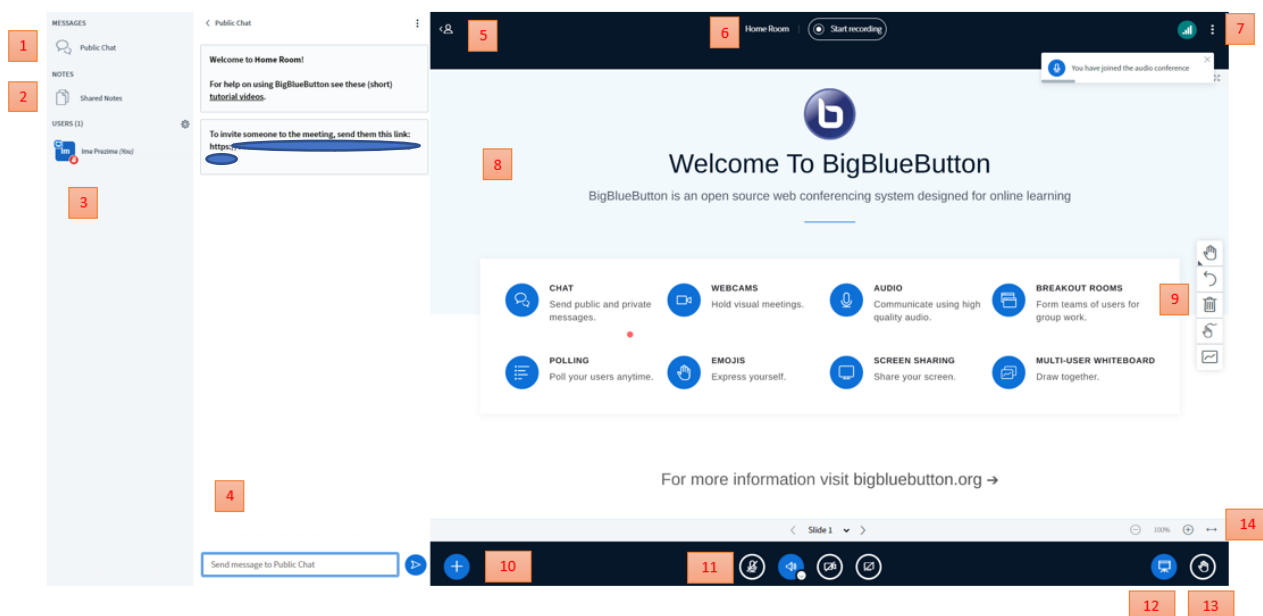 MESSAGES
1
Public Chat
NOTES
2
Shared Notes
USERS (1)
im
Ime Prezime (You)
3
Public Chat
Welcome to Home Room!
For help on using BigBlueButton see these (short)
tutorial videos.
To invite someone to the meeting, send them this link:
https:/
4
Send message to Public Chat
5
6
Home Room
Start recording
7
You have joined the audio conference
b
8
Welcome To BigBlueButton
BigBlueButton is an open source web conferencing system designed for online learning
CHAT
Send public and private
messages.
WEBCAMS
Hold visual meetings.
AUDIO
Communicate using high
quality audio.
BREAKOUT ROOMS
Form teams of users for
group work.
9
POLLING
Poll your users anytime.
EMOJIS
Express yourself.
SCREEN SHARING
Share your screen.
MULTI-USER WHITEBOARD
Draw together.
For more information visit bigbluebutton.org →
Slide 1
100%
14
10
11
12
13